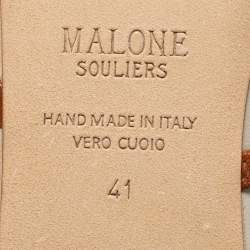 MALONE
SOULIERS
HAND MADE IN ITALY
VERO CUOIO
41